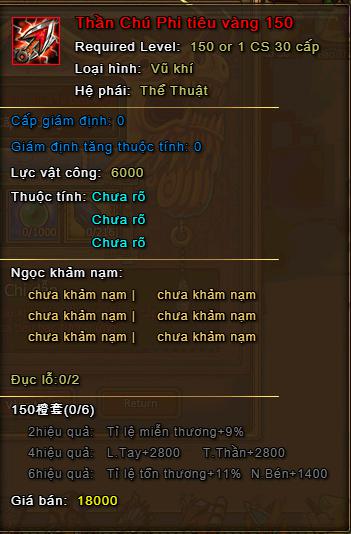 Thần Chú Phi tiêu vàng 150
Required Level: 150 or 1 CS 30 cấp
Loại hình: Vũ khí
Hệ phái: Thể Thuật
Cấp giám định: 0
Giám định tăng thuộc tính: 0
Lực vật công: 6000
Thuộc tính: Chưa rõ
Chưa rõ
Chưa rõ
0/1000 0/216
Ngọc khảm nạm:
chưa khảm nạm | chưa khảm nạm
chưa khảm nạm | chưa khảm nạm
chưa khảm nạm | chưa khảm nạm
Đục lỗ:0/2
Return
150橙套(0/6)
2hiệu quả: Tỉ lệ miễn thương+9%
4hiệu quả: L.Tay+2800 T.Thần+2800
6hiệu quả: Tỉ lệ tổn thương+11% N.Bén+1400
Giá bán: 18000